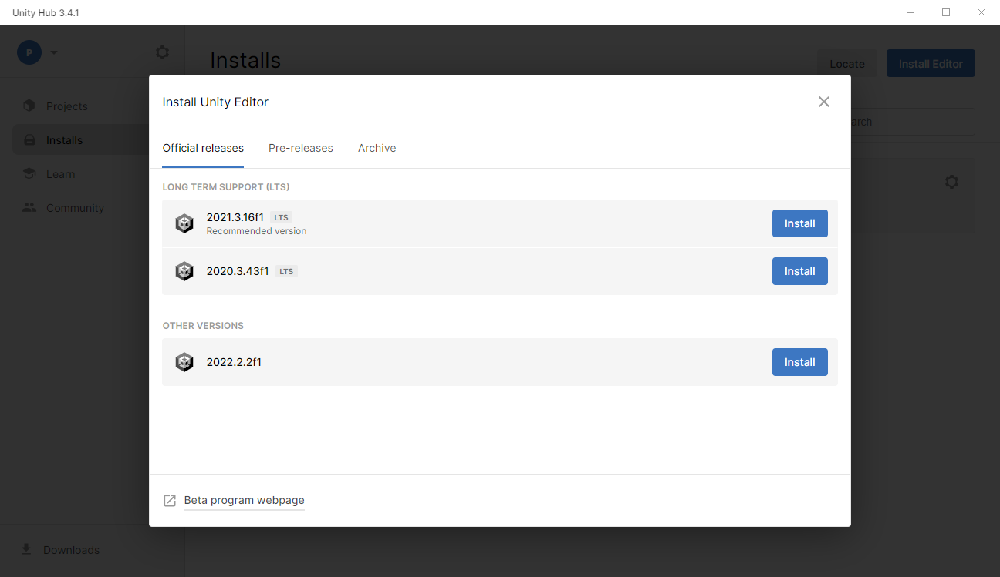 Unity Hub 3.4.1
P
Installs
Locate
Install Editor
Projects
Installs
Learn
Community
Downloads
Install Unity Editor
Official releases
Pre-releases
Archive
LONG TERM SUPPORT (LTS)
2021.3.16f1 LTS
Recommended version
Install
2020.3.43f1 LTS
Install
OTHER VERSIONS
2022.2.2f1
Install
Beta program webpage